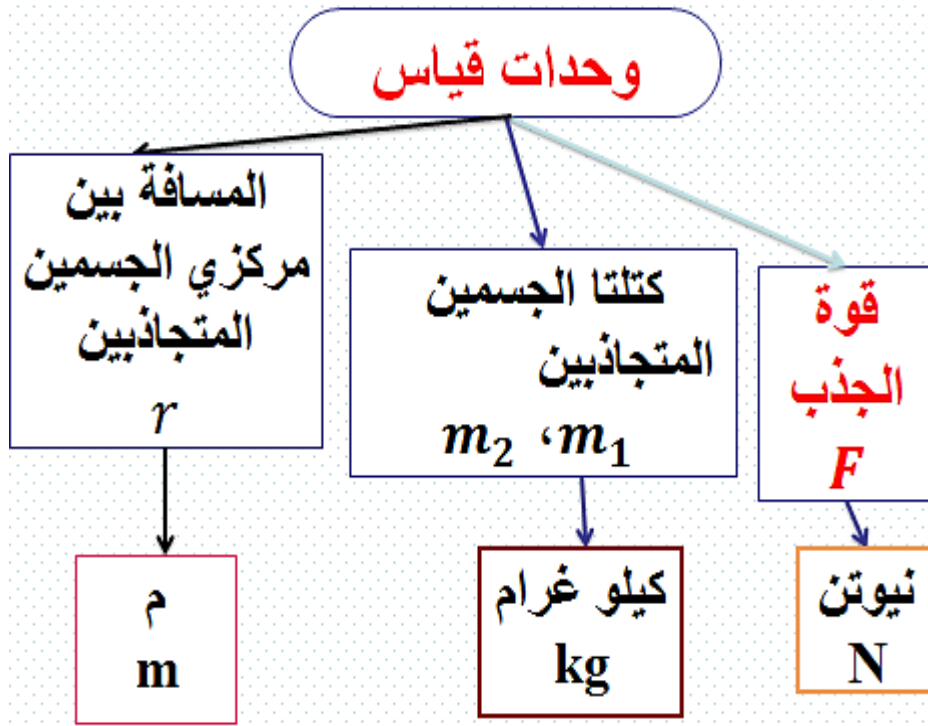 وحدات قياس
قوة
الجذب
F
نيوتن
N
كتلتا الجسمين
المتجاذبين
m₁، m₂
كيلو غرام
kg
المسافة بين
مركزي الجسمين
المتجاذبين
r
م
m